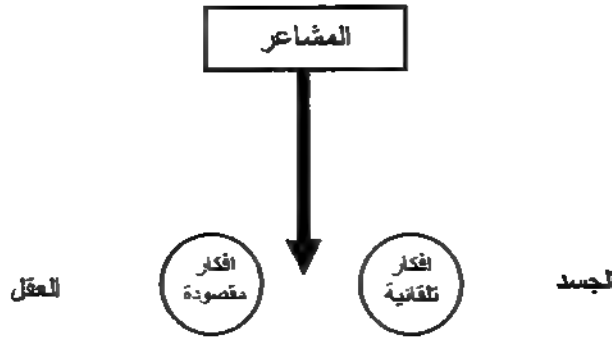 المشاعر
الجسد
افكار
تلقائية
افكار
مقصودة
العقل